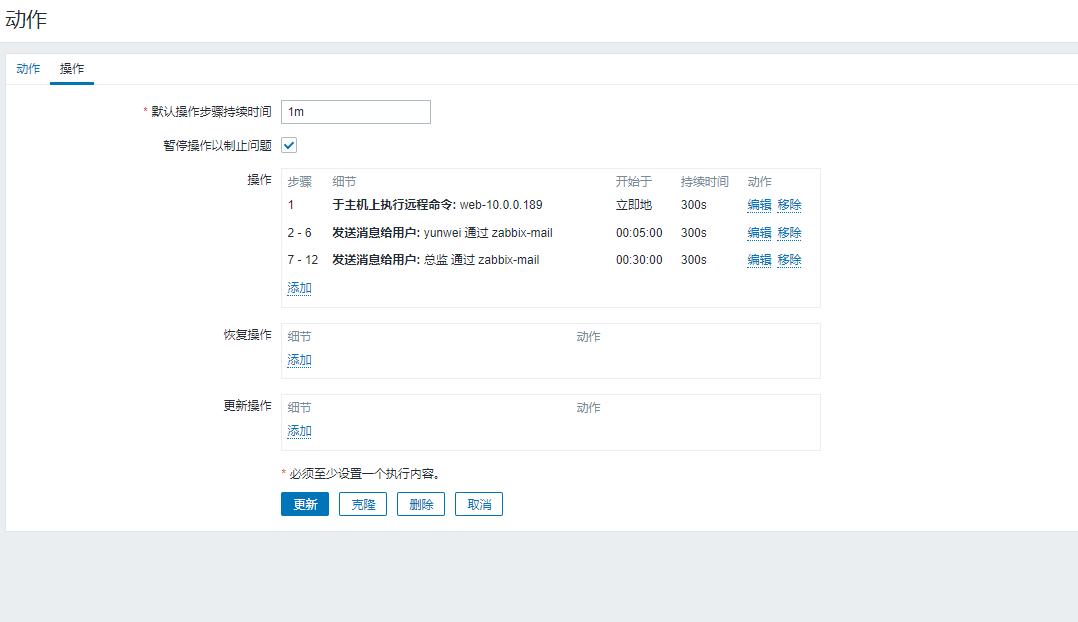 动作
动作 操作
* 默认操作步骤持续时间 1m
暂停操作以制止问题
操作 步骤 细节 开始于 持续时间 动作
1 于主机上执行远程命令: web-10.0.0.189 立即地 300s 编辑 移除
2 - 6 发送消息给用户: yunwei 通过 zabbix-mail 00:05:00 300s 编辑 移除
7 - 12 发送消息给用户: 总监 通过 zabbix-mail 00:30:00 300s 编辑 移除
添加
恢复操作 细节 动作
添加
更新操作 细节 动作
添加
* 必须至少设置一个执行内容。
更新 克隆 删除 取消